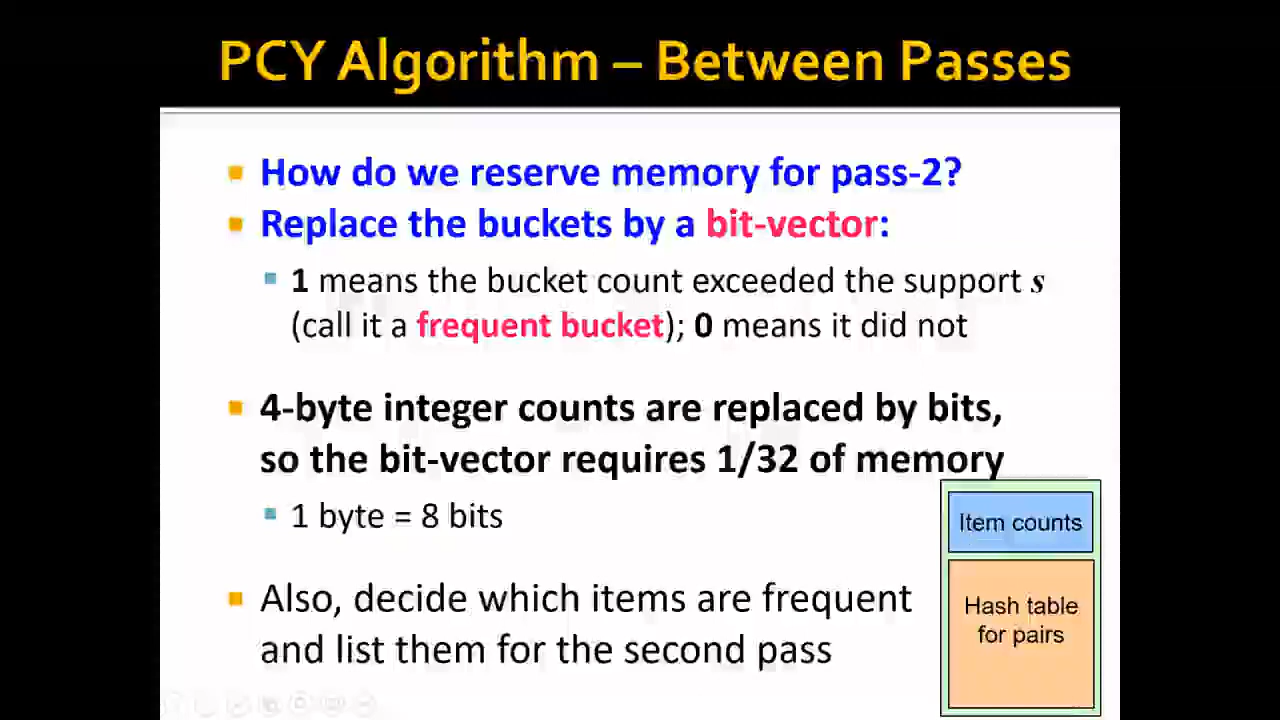 PCY Algorithm – Between Passes
How do we reserve memory for pass-2?
Replace the buckets by a bit-vector:
1 means the bucket count exceeded the support s
(call it a frequent bucket); 0 means it did not
4-byte integer counts are replaced by bits,
so the bit-vector requires 1/32 of memory
1 byte = 8 bits
Also, decide which items are frequent
and list them for the second pass
Item counts
Hash table
for pairs